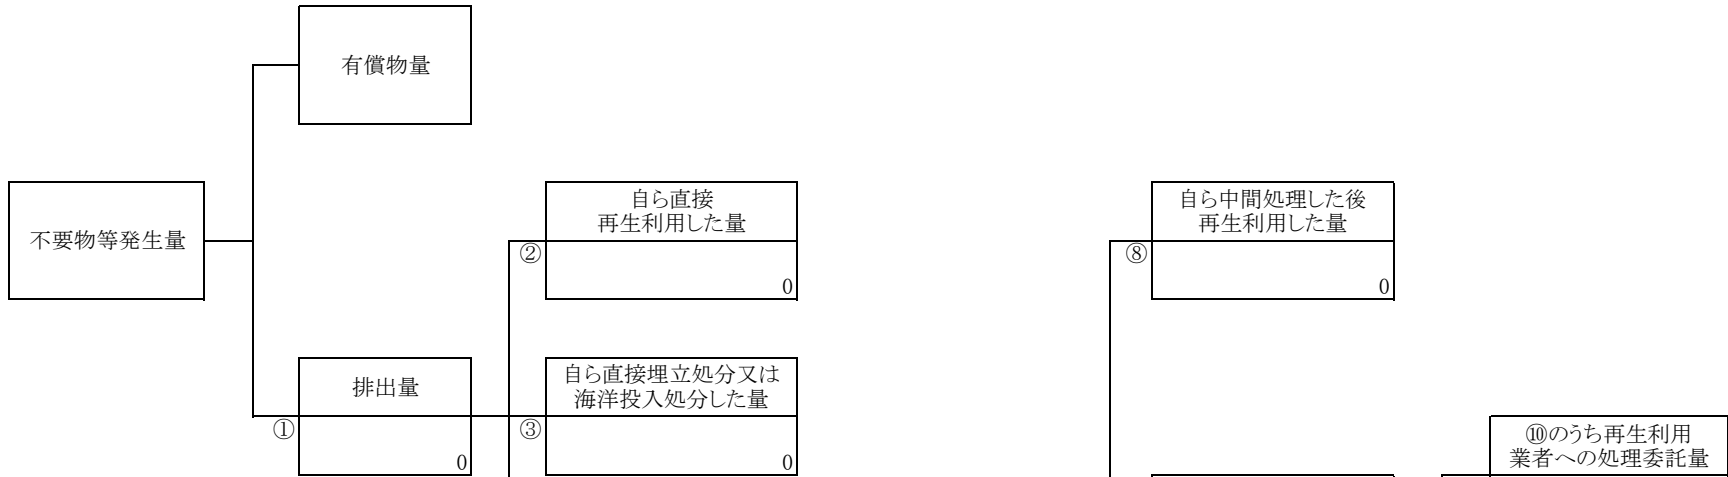 有償物量
不要物等発生量
自ら直接
再生利用した量
②
0
自ら中間処理した後
再生利用した量
⑧
0
排出量
①
0
自ら直接埋立処分又は
海洋投入処分した量
③
0
⑩のうち再生利用
業者への処理委託量